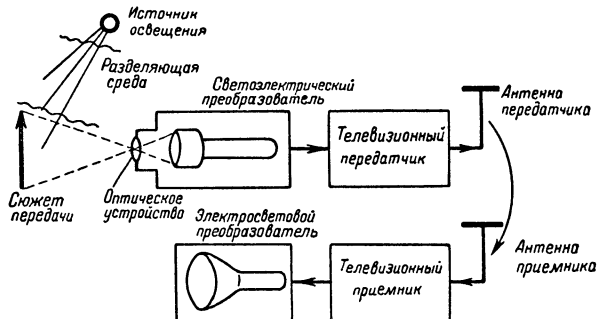 Источник
освещения
Разделяющая
среда
Светоэлектрический
преобразователь
Антенна
передатчика
Телевизионный
передатчик
Сюжет
передачи
Оптическое
устройство
Электросветовой
преобразователь
Телевизионный
приемник
Антенна
приемника